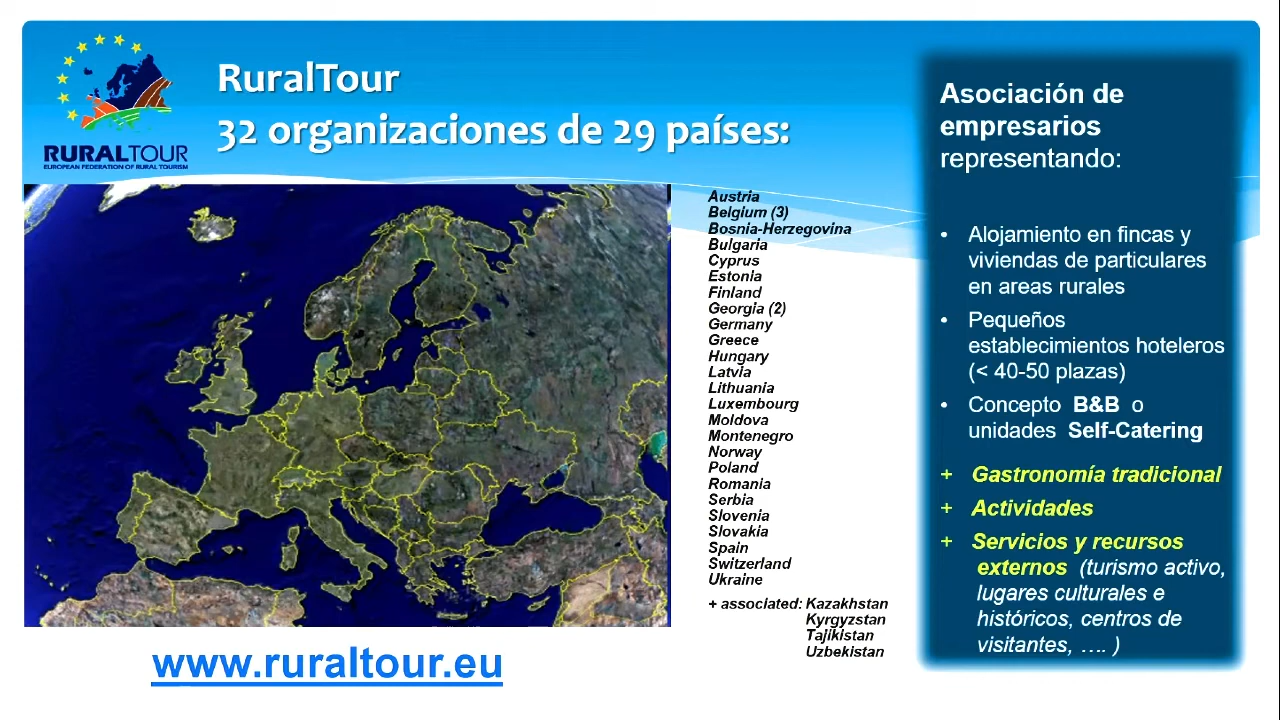 RURALTOUR
EUROPEAN FEDERATION OF RURAL TOURISM
RuralTour
32 organizaciones de 29 países:
Austria
Belgium (3)
Bosnia-Herzegovina
Bulgaria
Cyprus
Estonia
Finland
Georgia (2)
Germany
Greece
Hungary
Latvia
Lithuania
Luxembourg
Moldova
Montenegro
Norway
Poland
Romania
Serbia
Slovenia
Slovakia
Spain
Switzerland
Ukraine
+ associated: Kazakhstan
Kyrgyzstan
Tajikistan
Uzbekistan
www.ruraltour.eu
Asociación de
empresarios
representando:
• Alojamiento en fincas y
viviendas de particulares
en areas rurales
• Pequeños
establecimientos hoteleros
(< 40-50 plazas)
• Concepto B&B o
unidades Self-Catering
+ Gastronomía tradicional
+ Actividades
+ Servicios y recursos
externos (turismo activo,
lugares culturales e
históricos, centros de
visitantes, …. )